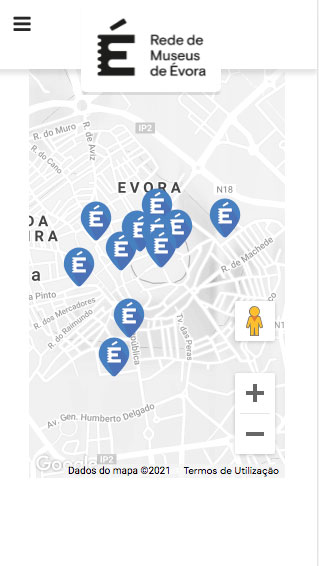 É
Rede de
Museus
de Évora
IP2
R. do Muro
R. de Aviz
R. do Cano
EVORA
N18
É
É
É
É
É
É
É
É
DA
IRA
a
R. de Machede
Pinto
R. dos Mercadores
R. do Raimundo
É
Tv. das Peras
república
É
Av. Gen. Humberto Delgado
Google
IP2
Dados do mapa ©2021
Termos de Utilização